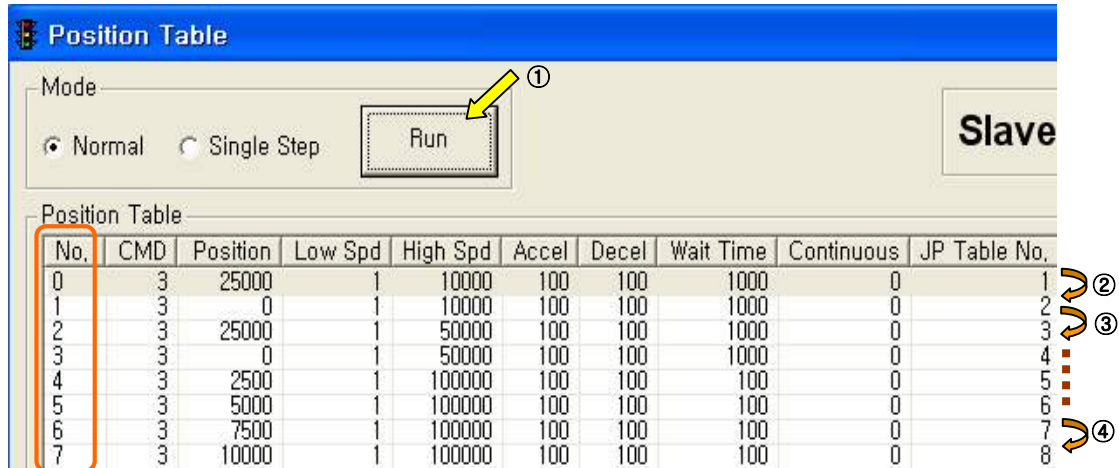 Position Table
①
Mode
Normal Single Step Run
Slave
Position Table
No, CMD Position Low Spd High Spd Accel Decel Wait Time Continuous JP Table No,
0 3 25000 1 10000 100 100 1000 0 1
②
1 3 0 1 10000 100 100 1000 0 2
③
2 3 25000 1 50000 100 100 1000 0 3
3 3 0 1 50000 100 100 1000 0 4
4 3 2500 1 100000 100 100 100 0 5
5 3 5000 1 100000 100 100 100 0 6
6 3 7500 1 100000 100 100 100 0 7
④
7 3 10000 1 100000 100 100 100 0 8